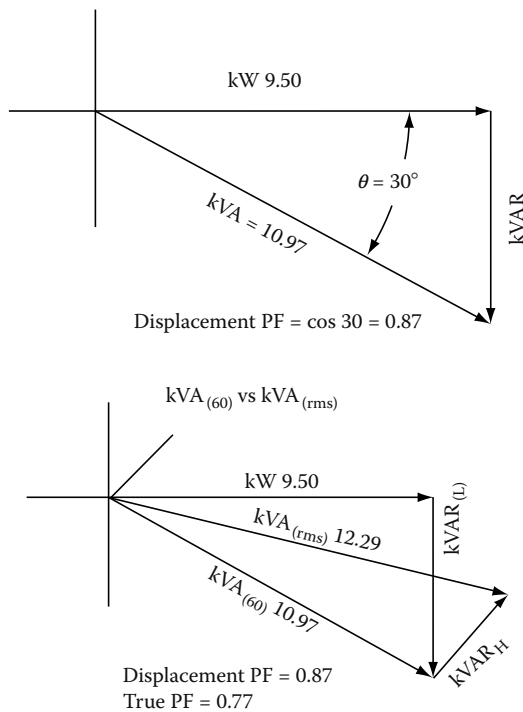 kW 9.50
θ = 30°
kVA = 10.97
kVAR
Displacement PF = cos 30 = 0.87
kVA(60) vs kVA(rms)
kW 9.50
kVAR(L)
kVA(rms) 12.29
kVA(60) 10.97
kVARH
Displacement PF = 0.87
True PF = 0.77